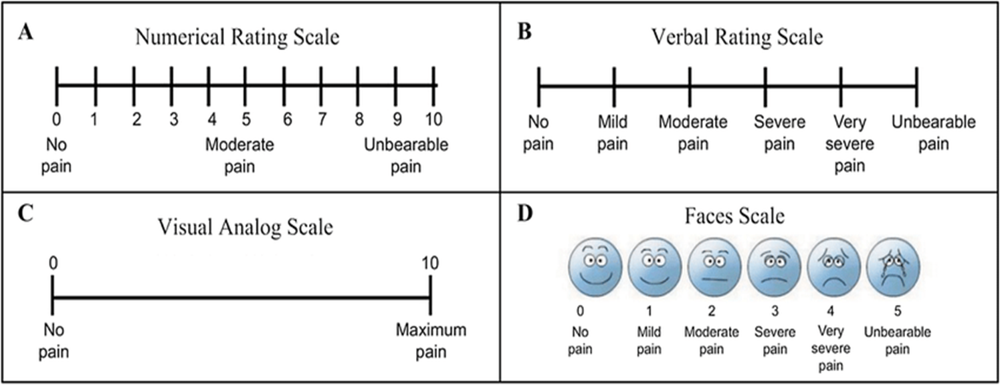 A
Numerical Rating Scale
0 1 2 3 4 5 6 7 8 9 10
No Moderate Unbearable
pain pain pain
B
Verbal Rating Scale
No Mild Moderate Severe Very Unbearable
pain pain pain pain severe pain
pain
C
Visual Analog Scale
0 10
No Maximum
pain pain
D
Faces Scale
0 1 2 3 4 5
No Mild Moderate Severe Very Unbearable
pain pain pain pain severe pain
pain